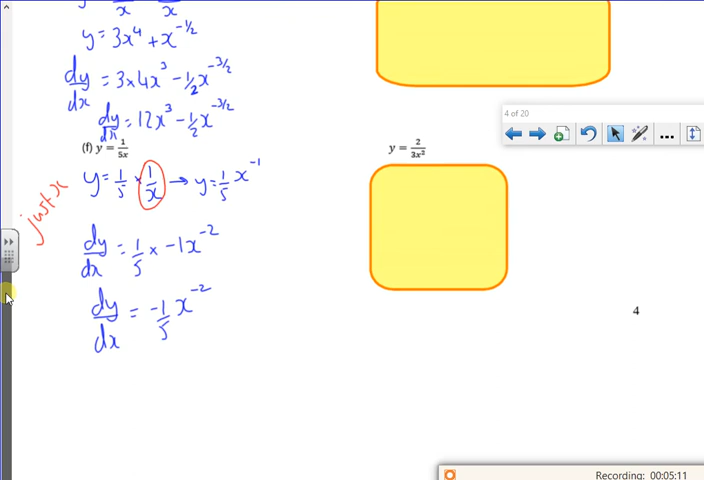 y = 3x⁴ + x^(-1/2)
dy/dx = 3×4x³ - 1/2 x^(-3/2)
dy/dx = 12x³ - 1/2 x^(-3/2)
(f) y = 1/5x
y = 1/5 × 1/x → y = 1/5 x⁻¹
just x
dy/dx = 1/5 × -1x⁻²
dy/dx = -1/5 x⁻²
4 of 20
y = 2/3x²
4
Recording: 00:05:11